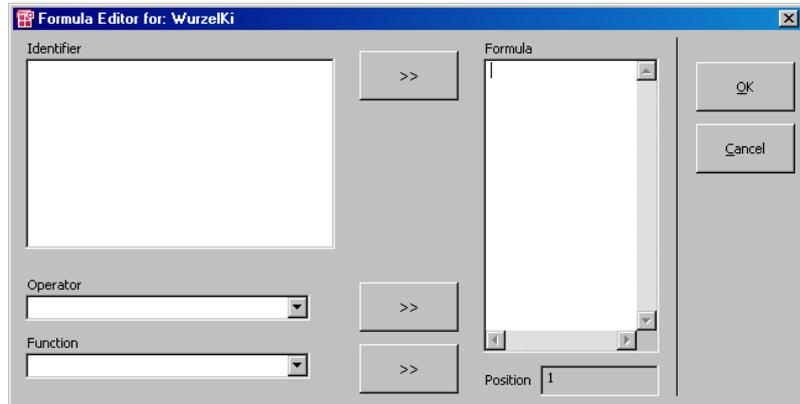 Formula Editor for: WurzelKi
Identifier
>>
Formula
OK
Cancel
Operator
>>
Function
>>
Position 1